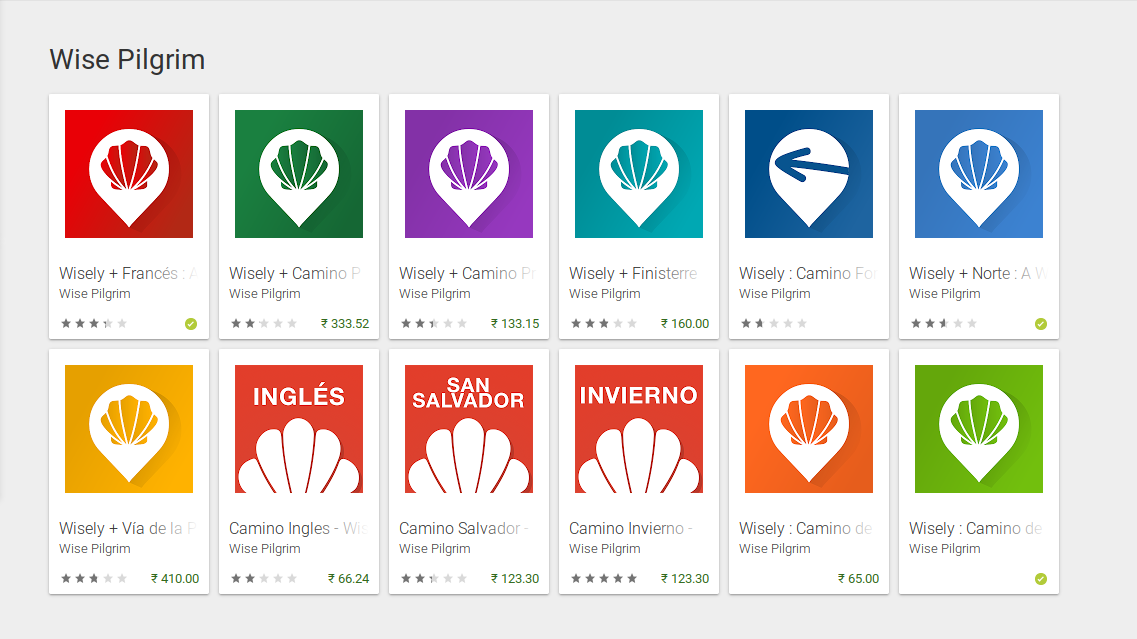 Wise Pilgrim
Wisely + Francés : A
Wise Pilgrim
Wisely + Camino P
Wise Pilgrim
₹ 333.52
Wisely + Camino Pr
Wise Pilgrim
₹ 133.15
Wisely + Finisterre
Wise Pilgrim
₹ 160.00
Wisely : Camino For
Wise Pilgrim
Wisely + Norte : A W
Wise Pilgrim
Wisely + Vía de la P
Wise Pilgrim
₹ 410.00
INGLÉS
Camino Ingles - Wis
Wise Pilgrim
₹ 66.24
SAN
SALVADOR
Camino Salvador -
Wise Pilgrim
₹ 123.30
INVIERNO
Camino Invierno -
Wise Pilgrim
₹ 123.30
Wisely : Camino de
Wise Pilgrim
₹ 65.00
Wisely : Camino de
Wise Pilgrim